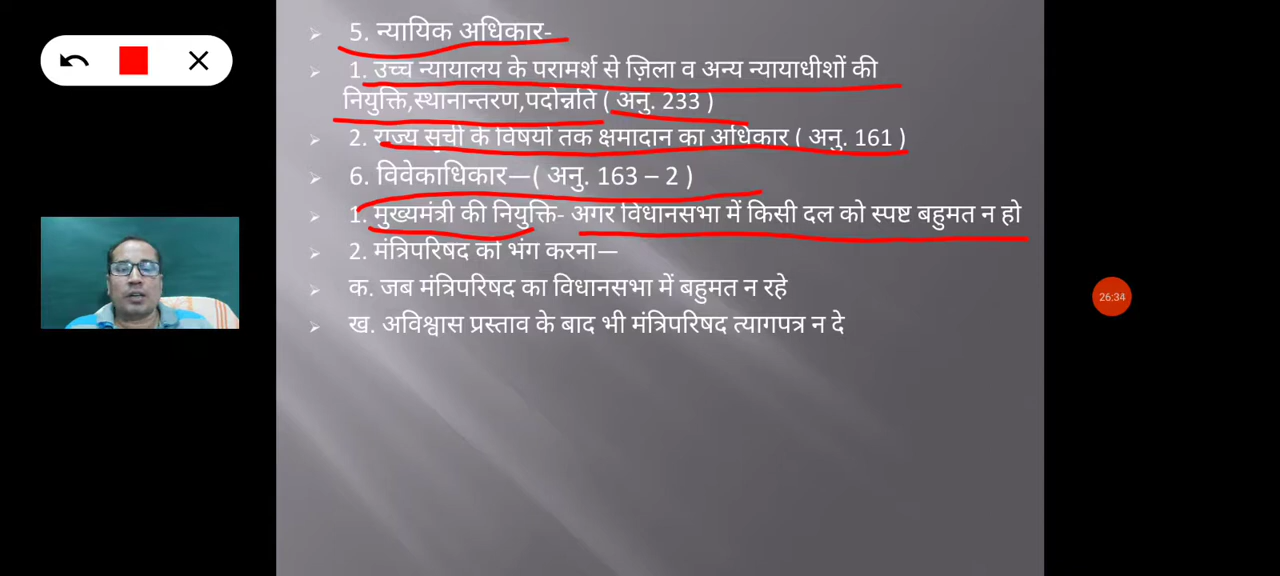 5. न्यायिक अधिकार-
1. उच्च न्यायालय के परामर्श से ज़िला व अन्य न्यायाधीशों की
नियुक्ति,स्थानान्तरण,पदोन्नति ( अनु. 233 )
2. राज्य सूची के विषयों तक क्षमादान का अधिकार ( अनु. 161 )
6. विवेकाधिकार—( अनु. 163 – 2 )
1. मुख्यमंत्री की नियुक्ति- अगर विधानसभा में किसी दल को स्पष्ट बहुमत न हो
2. मंत्रिपरिषद को भंग करना—
क. जब मंत्रिपरिषद का विधानसभा में बहुमत न रहे
ख. अविश्वास प्रस्ताव के बाद भी मंत्रिपरिषद त्यागपत्र न दे
26:34